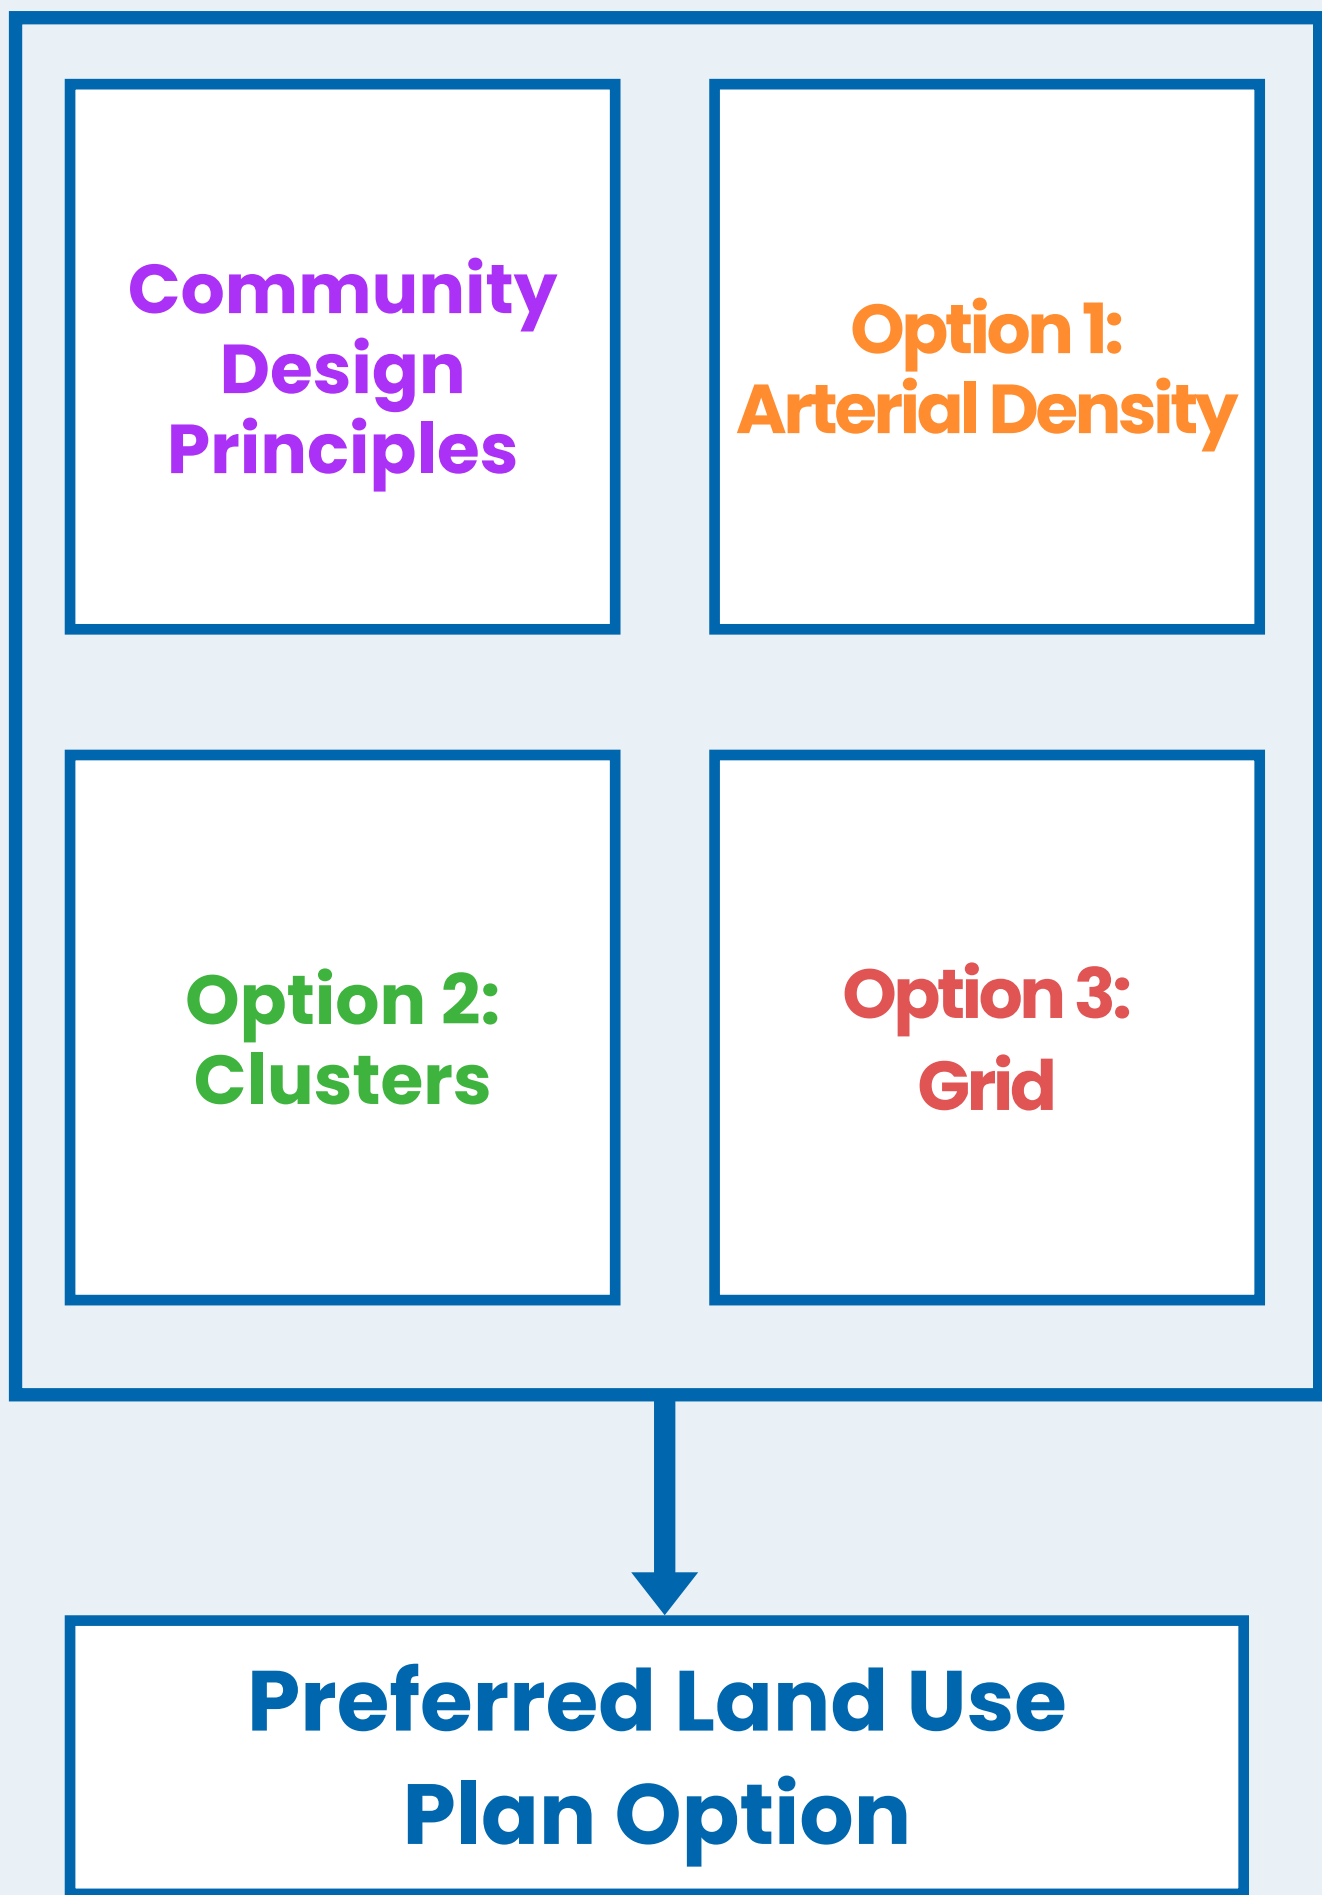 Community
Design
Principles
Option 1:
Arterial Density
Option 2:
Clusters
Option 3:
Grid
Preferred Land Use
Plan Option